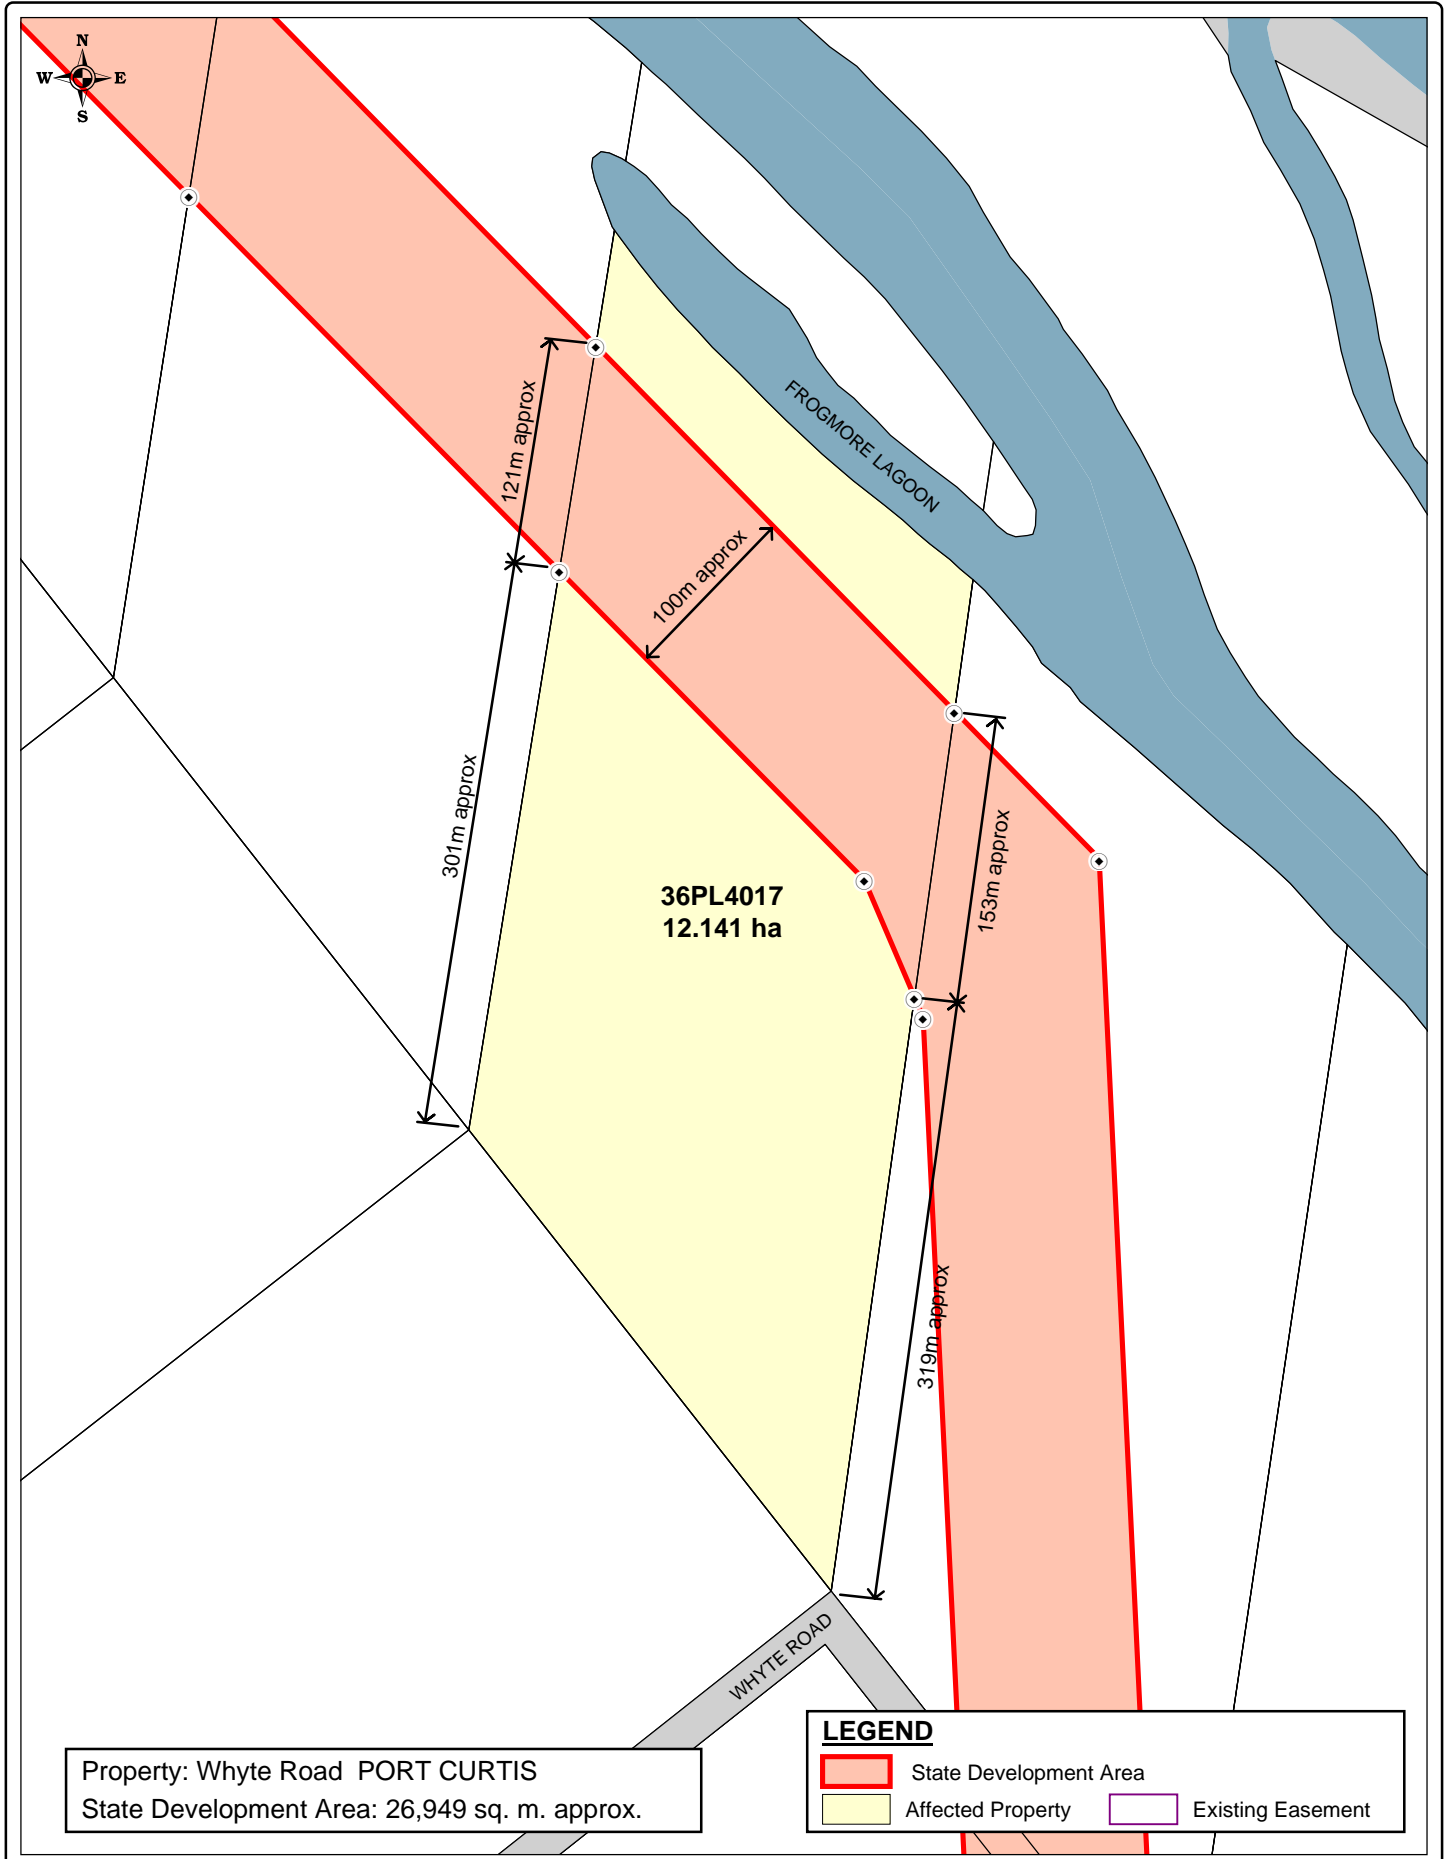 N
W E
S
121m approx
FROGMORE LAGOON
100m approx
301m approx
153m approx
36PL4017
12.141 ha
319m approx
WHYTE ROAD
Property: Whyte Road PORT CURTIS
State Development Area: 26,949 sq. m. approx.
LEGEND
State Development Area
Affected Property
Existing Easement